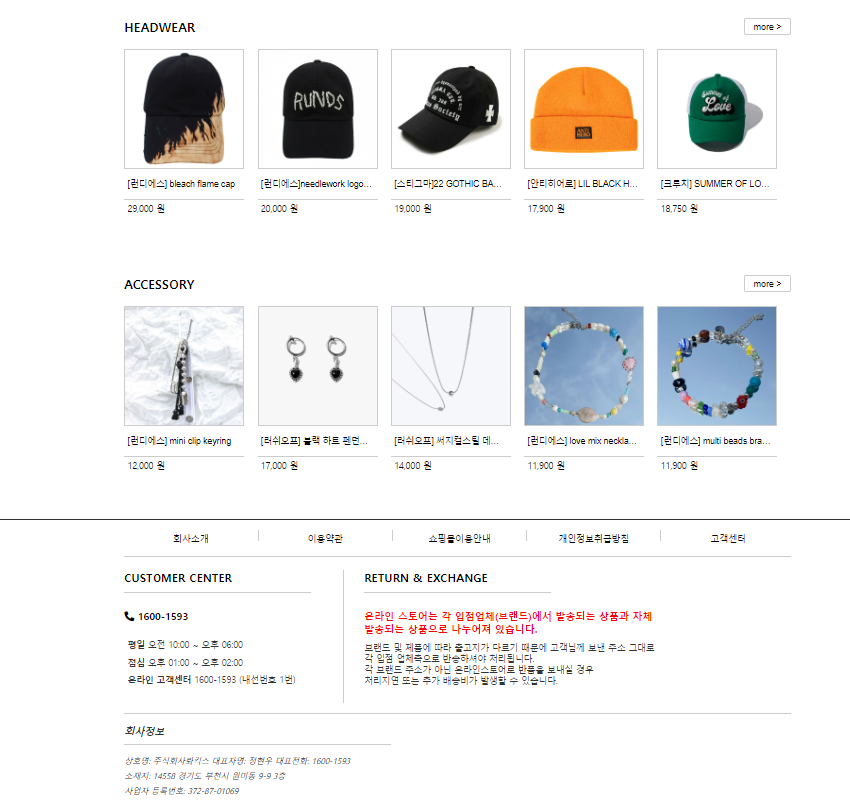 HEADWEAR
more >
RUNDS
Society
ANTI HERO
Summer of
Love
[런디에스] bleach flame cap
[런디에스]needlework logo...
[스티그마]22 GOTHIC BA...
[안티히어로] LIL BLACK H...
[크루치] SUMMER OF LO...
29,000 원
20,000 원
19,000 원
17,900 원
18,750 원
ACCESSORY
more >
[런디에스] mini clip keyring
[러쉬오프] 블랙 하트 펜던...
[러쉬오프] 써지컬스틸 데...
[런디에스] love mix neckla...
[런디에스] multi beads bra...
12,000 원
17,000 원
14,000 원
11,900 원
11,900 원
회사소개
이용약관
쇼핑몰이용안내
개인정보취급방침
고객센터
CUSTOMER CENTER
1600-1593
평일 오전 10:00 ~ 오후 06:00
점심 오후 01:00 ~ 오후 02:00
온라인 고객센터 1600-1593 (내선번호 1번)
RETURN & EXCHANGE
온라인 스토어는 각 입점업체(브랜드)에서 발송되는 상품과 자체
발송되는 상품으로 나누어져 있습니다.
브랜드 및 제품에 따라 출고지가 다르기 때문에 고객님께 보낸 주소 그대로
각 입점 업체측으로 반송하셔야 처리됩니다.
각 브랜드 주소가 아닌 온라인스토어로 반품을 보내실 경우
처리지연 또는 추가 배송비가 발생할 수 있습니다.
회사정보
상호명: 주식회사롸킥스 대표자명: 정현우 대표전화: 1600-1593
소재지: 14558 경기도 부천시 원미동 9-9 3층
사업자 등록번호: 372-87-01069